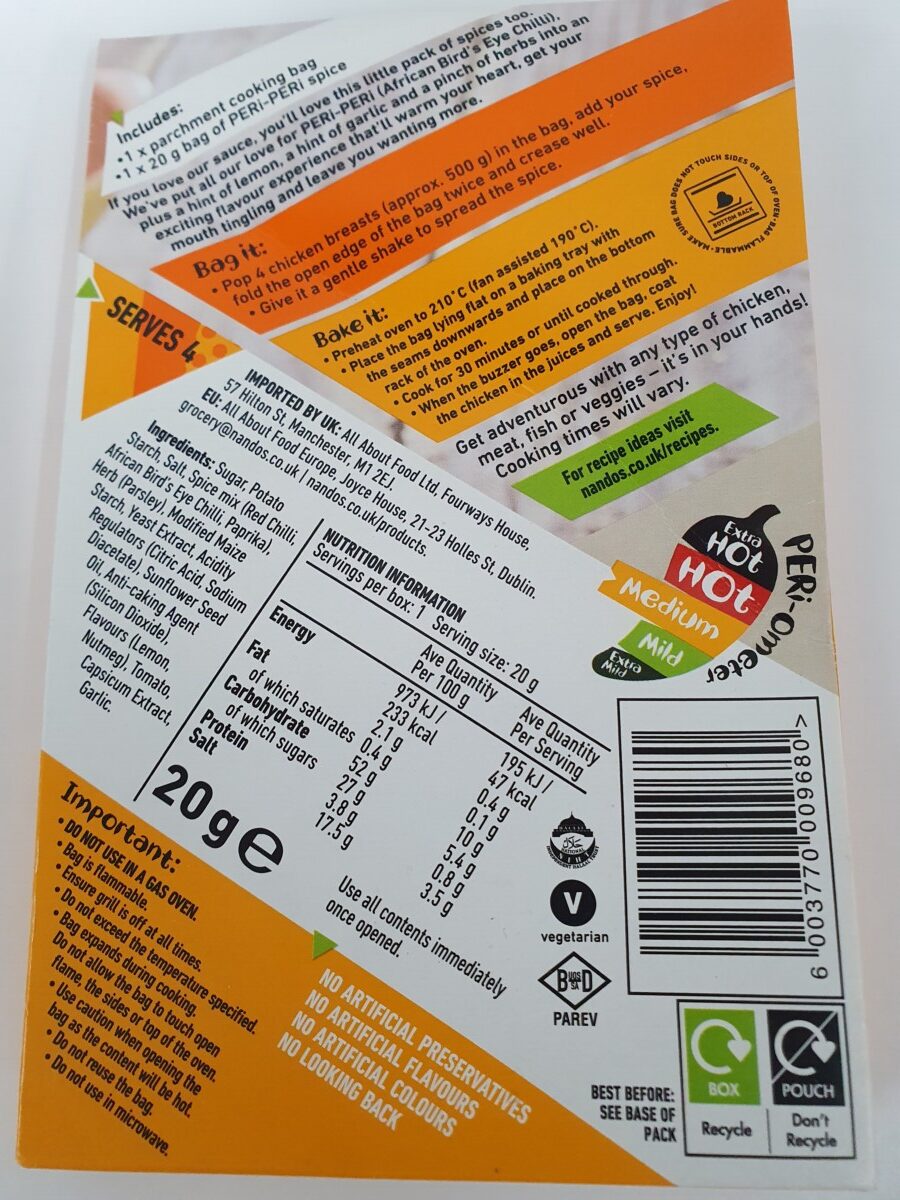 Includes:
• 1 x parchment cooking bag
• 1 x 20 g bag of PERi-PERi spice
If you love our sauce, you'll love this little pack of spices too.
We've put all our love for PERi-PERi (African Bird's Eye Chilli),
plus a hint of lemon, a hint of garlic and a pinch of herbs into an
exciting flavour experience that'll warm your heart, get your
mouth tingling and leave you wanting more.
Bag it:
• Pop 4 chicken breasts (approx. 500 g) in the bag, add your spice,
fold the open edge of the bag twice and crease well.
• Give it a gentle shake to spread the spice.
Bake it:
• Preheat oven to 210°C (fan assisted 190°C).
• Place the bag lying flat on a baking tray with
the seams downwards and place on the bottom
rack of the oven.
• Cook for 30 minutes or until cooked through.
• When the buzzer goes, open the bag, coat
the chicken in the juices and serve. Enjoy!
MAKE SURE BAG DOES NOT TOUCH SIDES OR TOP OF OVEN • BAG FLAMMABLE •
BOTTOM RACK
Get adventurous with any type of chicken,
meat, fish or veggies – it's in your hands!
Cooking times will vary.
For recipe ideas visit
nandos.co.uk/recipes.
SERVES 4
IMPORTED BY UK: All About Food Ltd, Fourways House,
57 Hilton St, Manchester, M1 2EJ.
EU: All About Food Europe, Joyce House, 21-23 Holles St, Dublin.
grocery@nandos.co.uk | nandos.co.uk/products.
Ingredients: Sugar, Potato
Starch, Salt, Spice mix (Red Chilli,
African Bird's Eye Chilli, Paprika),
Herb (Parsley), Modified Maize
Starch, Yeast Extract, Acidity
Regulators (Citric Acid, Sodium
Diacetate), Sunflower Seed
Oil, Anti-caking Agent
(Silicon Dioxide),
Flavours (Lemon,
Nutmeg), Tomato,
Capsicum Extract,
Garlic.
NUTRITION INFORMATION
Servings per box: 1 Serving size: 20 g
Ave Quantity Per 100 g Ave Quantity Per Serving
Energy 973 kJ / 233 kcal 195 kJ / 47 kcal
Fat 2.1 g 0.4 g
of which saturates 0.4 g 0.1 g
Carbohydrate 52 g 10 g
of which sugars 27 g 5.4 g
Protein 3.8 g 0.8 g
Salt 17.5 g 3.5 g
20 g e
PERi-ometer
Extra HOt
HOt
Medium
Mild
Extra Mild
Use all contents immediately
once opened.
Important:
• DO NOT USE IN A GAS OVEN.
• Bag is flammable.
• Ensure grill is off at all times.
• Do not exceed the temperature specified.
• Bag expands during cooking.
Do not allow the bag to touch open
flame, the sides or top of the oven.
• Use caution when opening the
bag as the content will be hot.
• Do not reuse the bag.
• Do not use in microwave.
NO ARTIFICIAL PRESERVATIVES
NO ARTIFICIAL FLAVOURS
NO ARTIFICIAL COLOURS
NO LOOKING BACK
حلال
V
vegetarian
B UOS SA D
PAREV
6 003770 009680 >
BEST BEFORE:
SEE BASE OF
PACK
BOX
Recycle
POUCH
Don't
Recycle